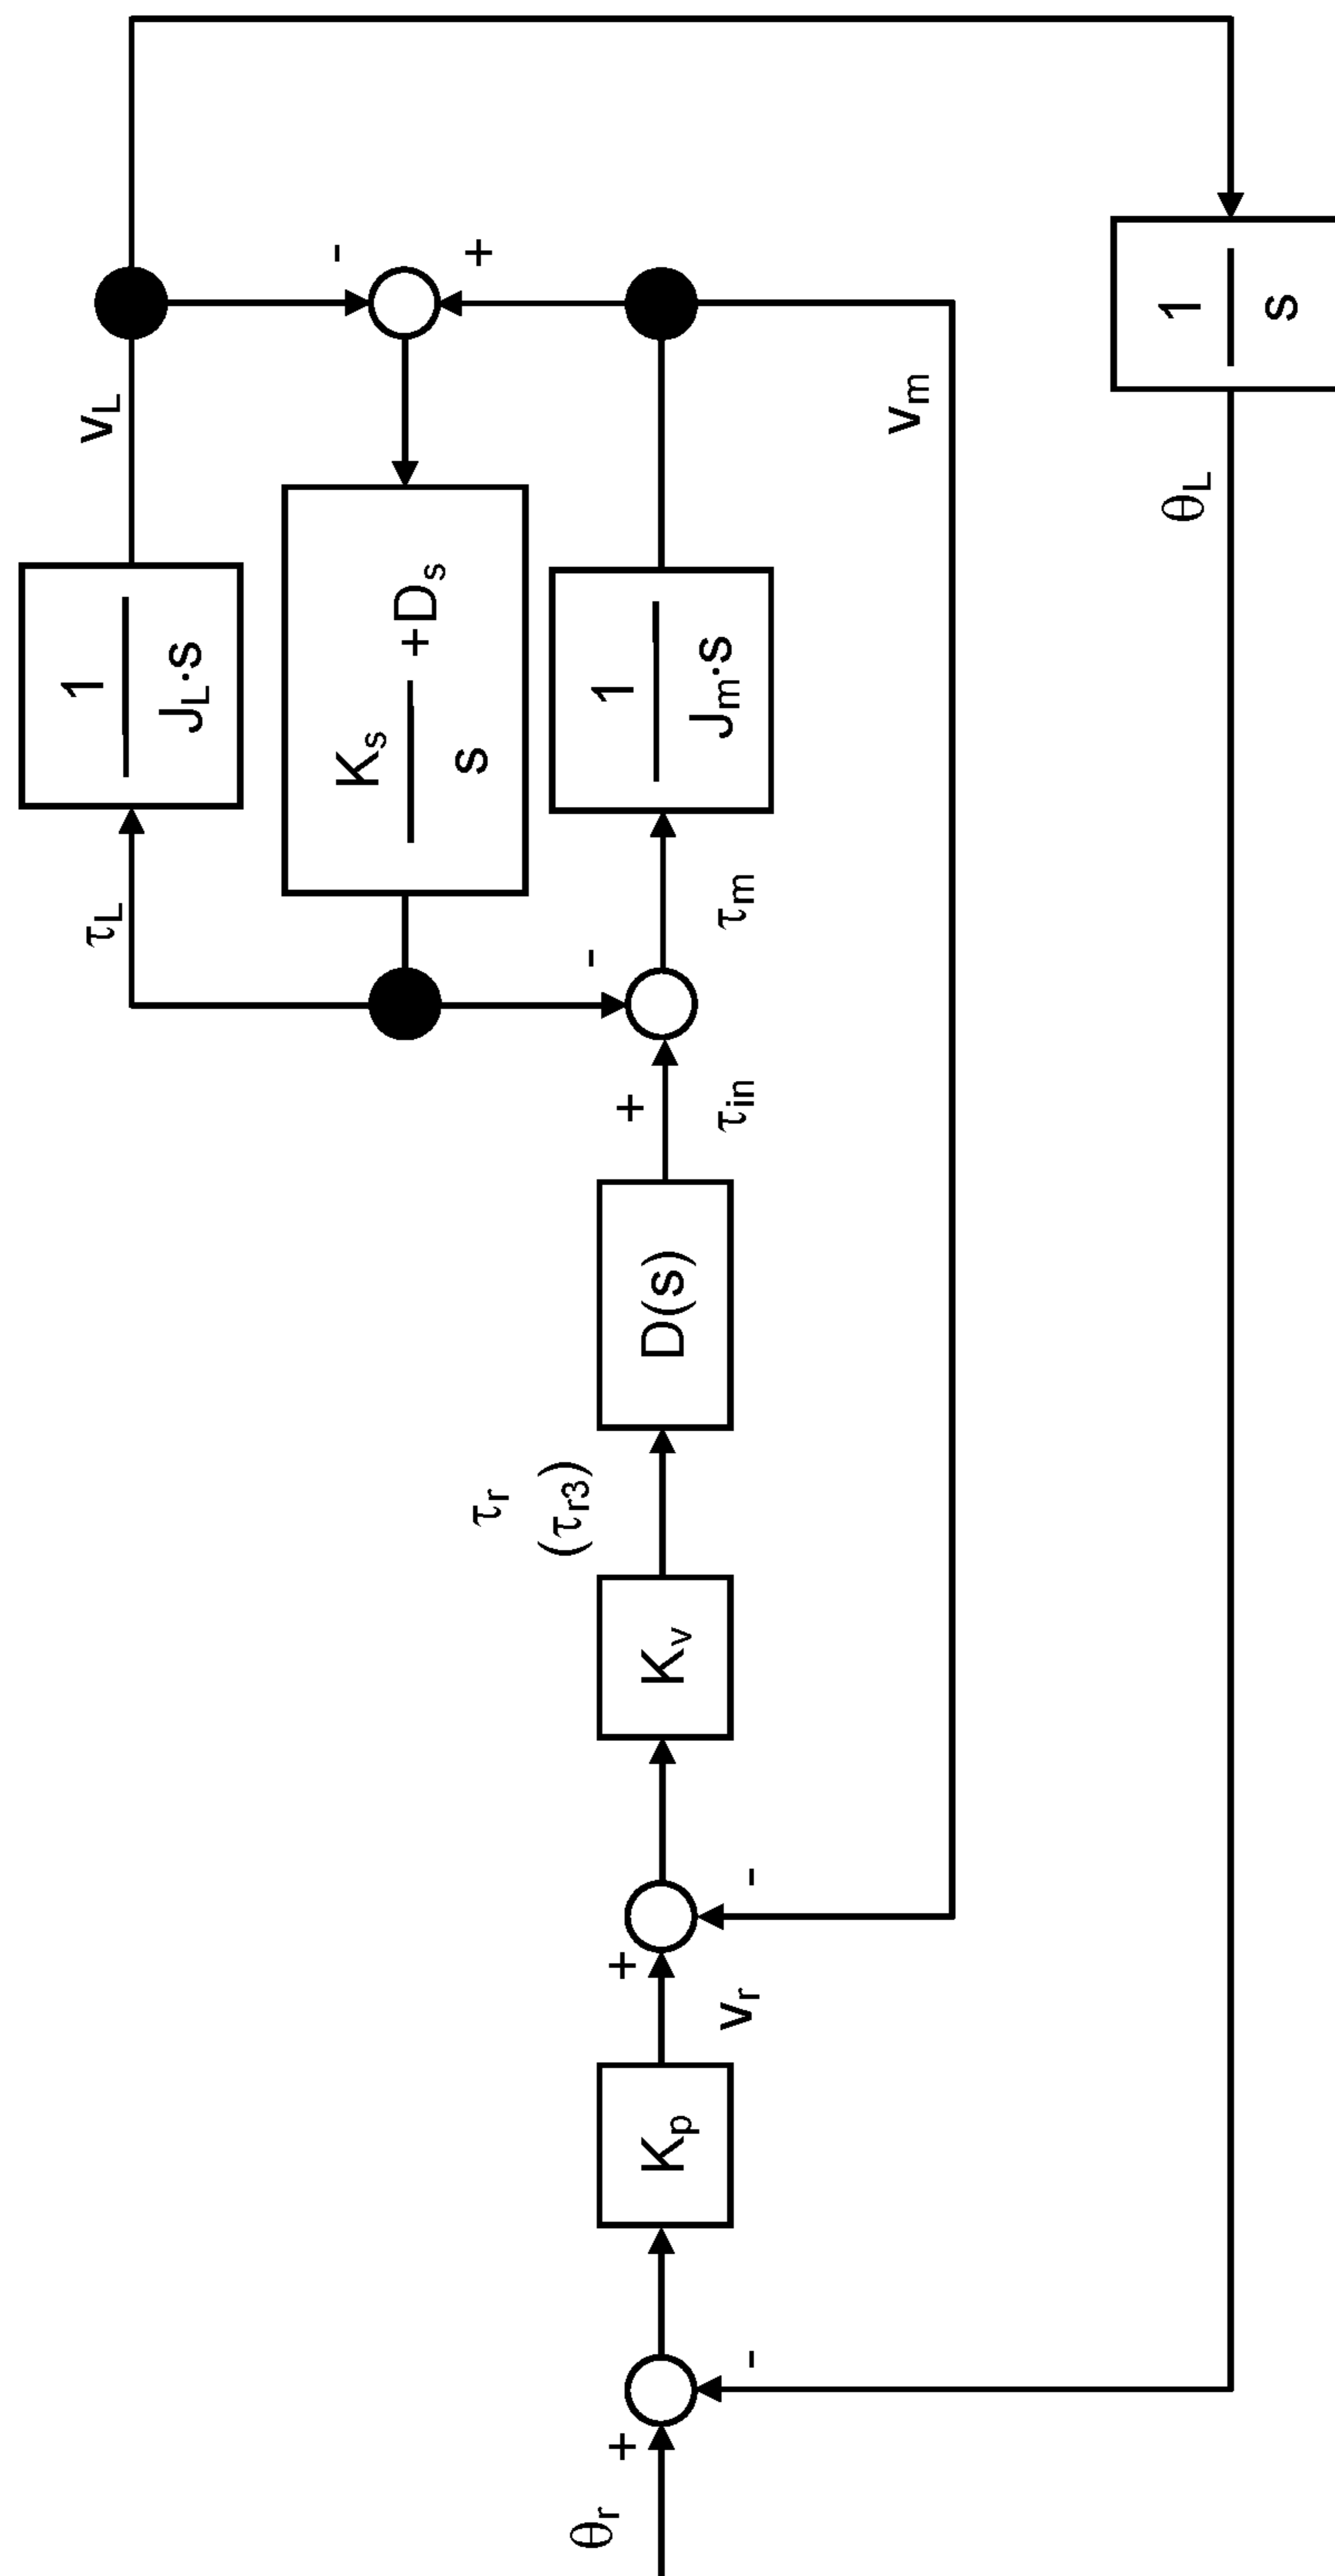 θr
+
-
Kp
vr
+
-
Kv
τr
(τr3)
D(s)
τin
+
-
τm
1
Jm·s
vm
τL
Ks
s
+Ds
1
JL·s
vL
-
+
1
s
θL